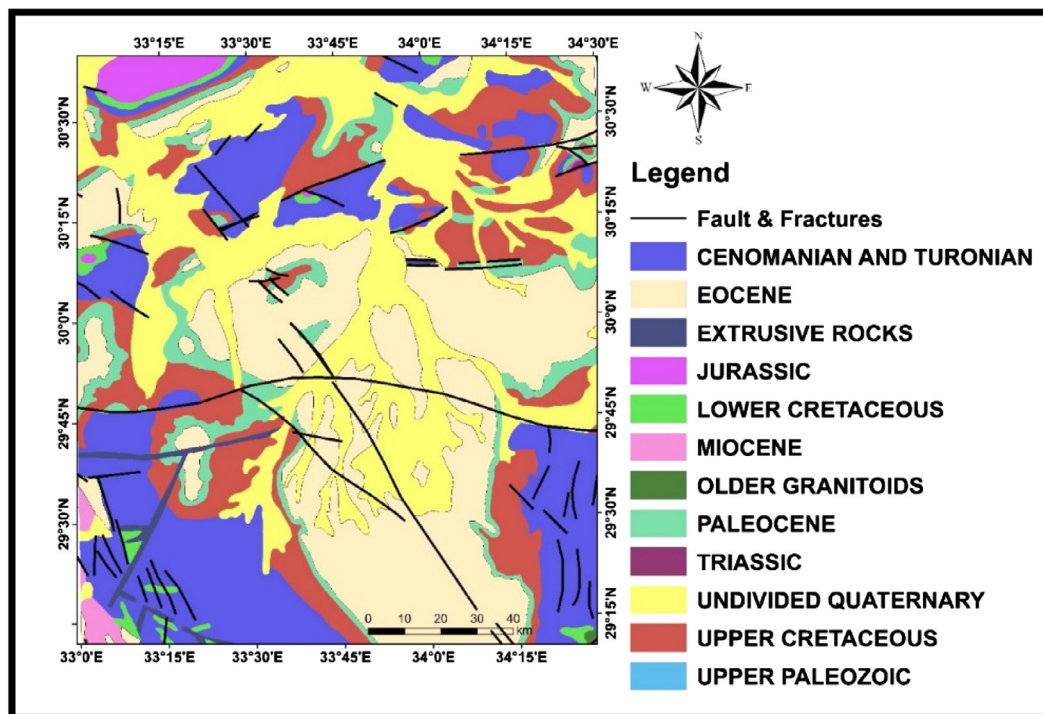 33°15'E 33°30'E 33°45'E 34°0'E 34°15'E 34°30'E
N
W E
S
30°30'N 30°30'N
30°15'N 30°15'N
30°0'N 30°0'N
29°45'N 29°45'N
29°30'N 29°30'N
29°15'N
0 10 20 30 40
km
33°0'E 33°15'E 33°30'E 33°45'E 34°0'E 34°15'E
Legend
Fault & Fractures
CENOMANIAN AND TURONIAN
EOCENE
EXTRUSIVE ROCKS
JURASSIC
LOWER CRETACEOUS
MIOCENE
OLDER GRANITOIDS
PALEOCENE
TRIASSIC
UNDIVIDED QUATERNARY
UPPER CRETACEOUS
UPPER PALEOZOIC